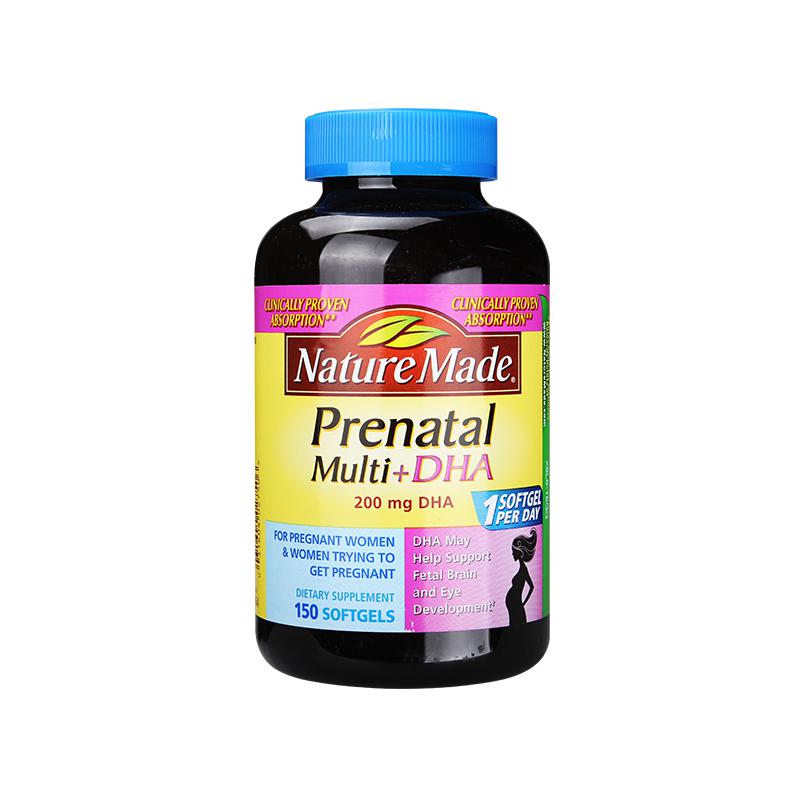 CLINICALLY PROVEN
ABSORPTION**
CLINICALLY PROVEN
ABSORPTION**
Nature Made®
Prenatal
Multi+DHA
200 mg DHA
1 SOFTGEL
PER DAY
FOR PREGNANT WOMEN
& WOMEN TRYING TO
GET PREGNANT
DIETARY SUPPLEMENT
150 SOFTGELS
DHA May
Help Support
Fetal Brain
and Eye
Development†